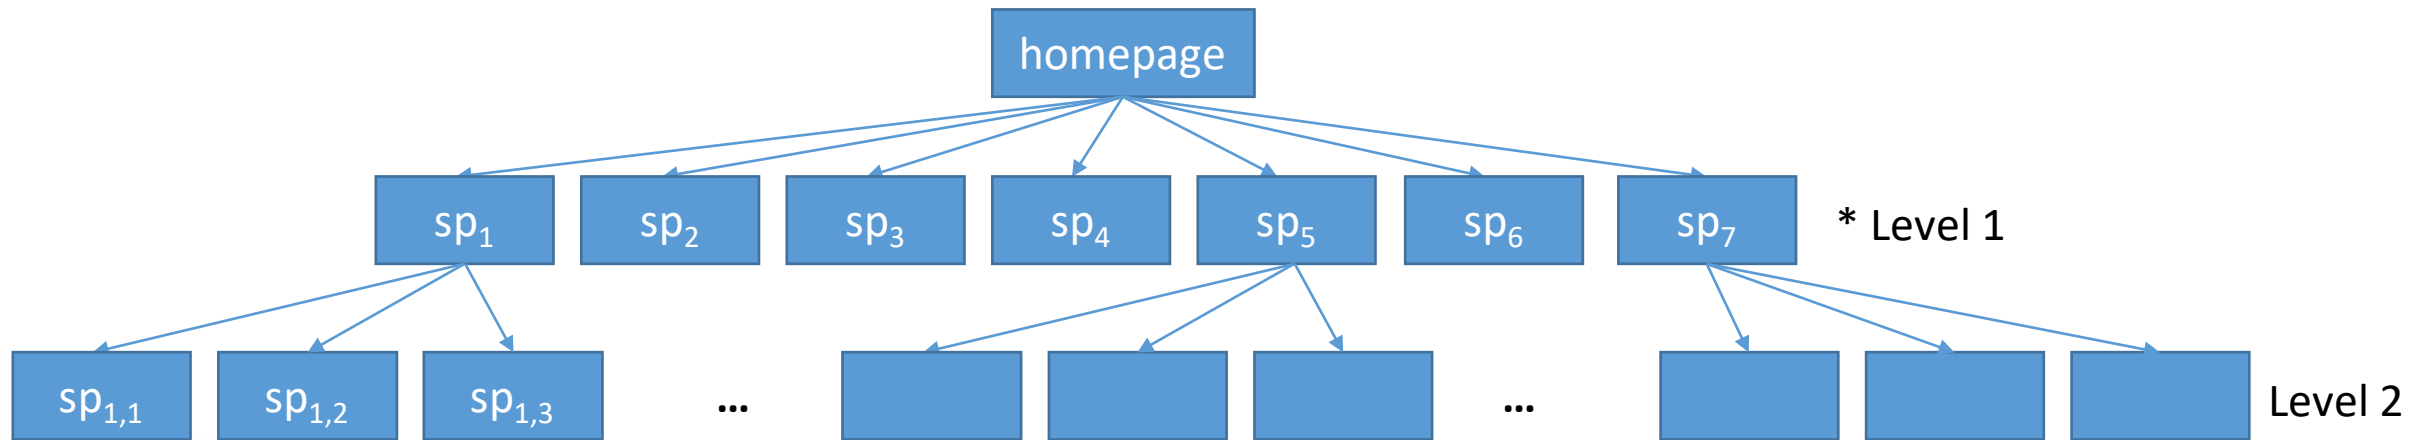 homepage
sp₁ sp₂ sp₃ sp₄ sp₅ sp₆ sp₇ * Level 1
sp₁,₁ sp₁,₂ sp₁,₃ ... ... Level 2